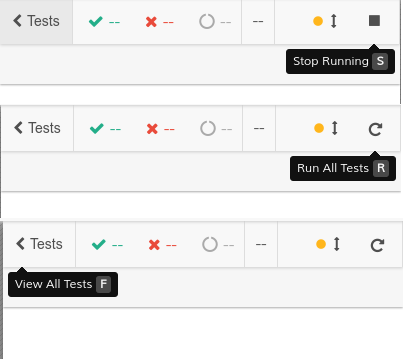 Tests -- -- -- --
Stop Running S
Tests -- -- -- --
Run All Tests R
Tests -- -- -- --
View All Tests F